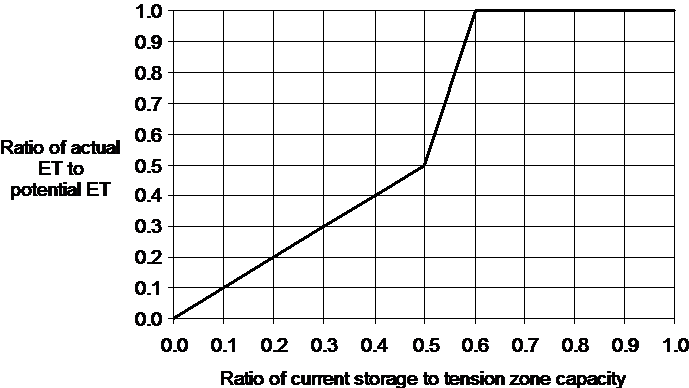 1.0
0.9
0.8
0.7
0.6
Ratio of actual
ET to
potential ET
0.5
0.4
0.3
0.2
0.1
0.0
0.0 0.1 0.2 0.3 0.4 0.5 0.6 0.7 0.8 0.9 1.0
Ratio of current storage to tension zone capacity